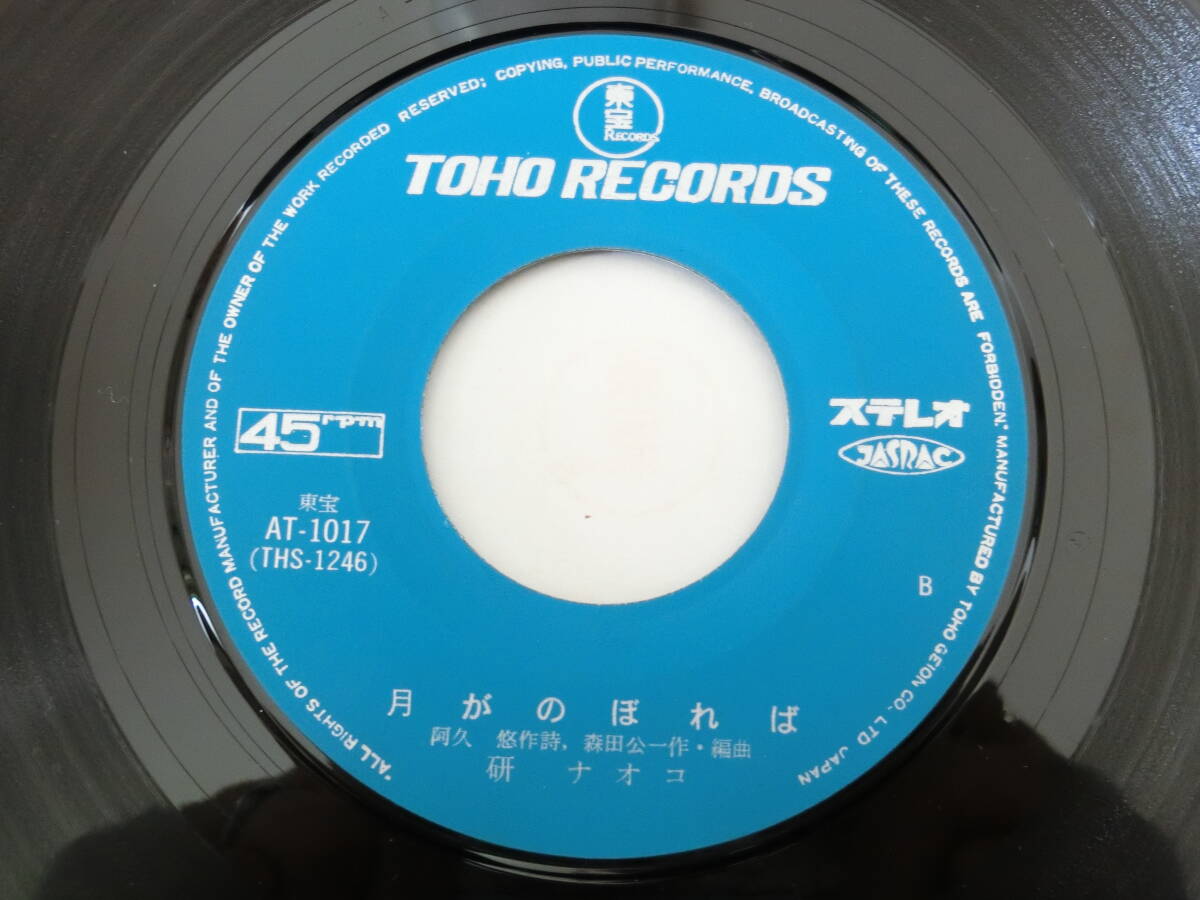 "ALL RIGHTS OF THE RECORD MANUFACTURER AND OF THE OWNER OF THE WORK RECORDED RESERVED; COPYING, PUBLIC PERFORMANCE, BROADCASTING OF THESE RECORDS ARE FORBIDDEN." MANUFACTURED BY TOHO GEION CO. LTD JAPAN
東宝
RECORDS
TOHO RECORDS
45rpm
ステレオ
JASRAC
東宝
AT-1017
(THS-1246)
B
月がのぼれば
阿久 悠作詩, 森田公一作・編曲
研 ナオコ